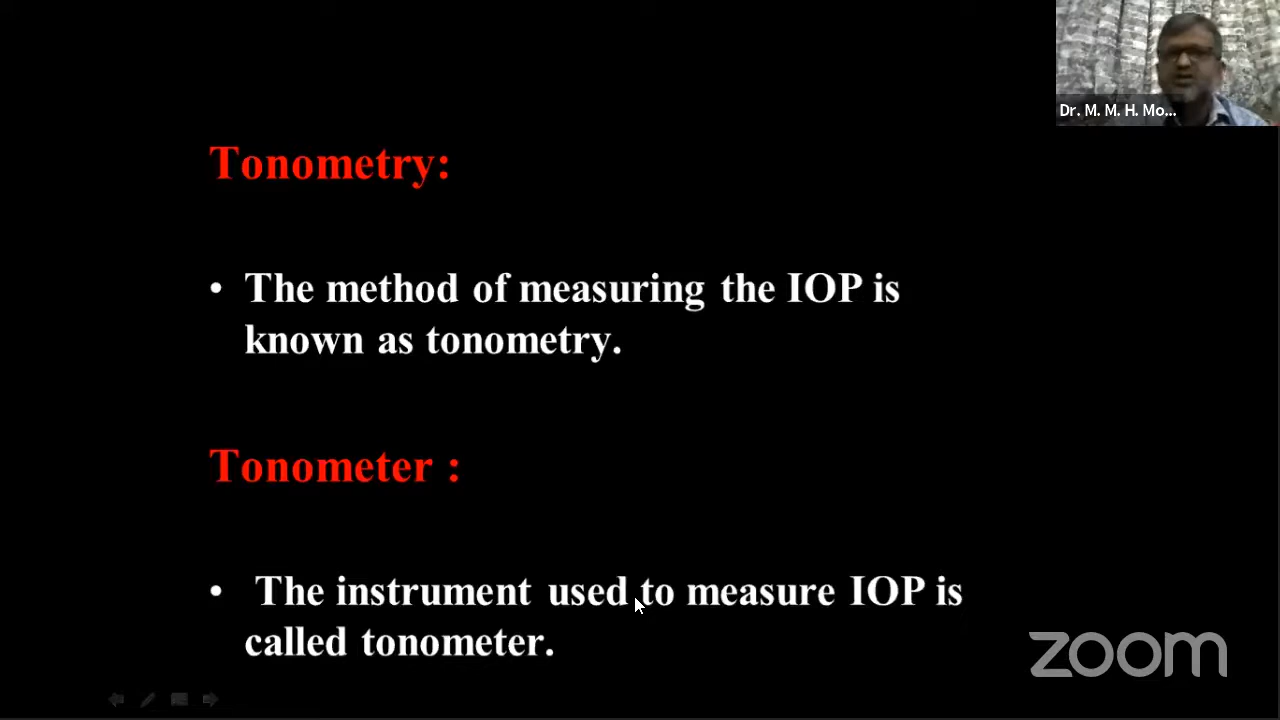 Dr. M. M. H. Mo...
Tonometry:
• The method of measuring the IOP is
known as tonometry.
Tonometer :
• The instrument used to measure IOP is
called tonometer.
zoom